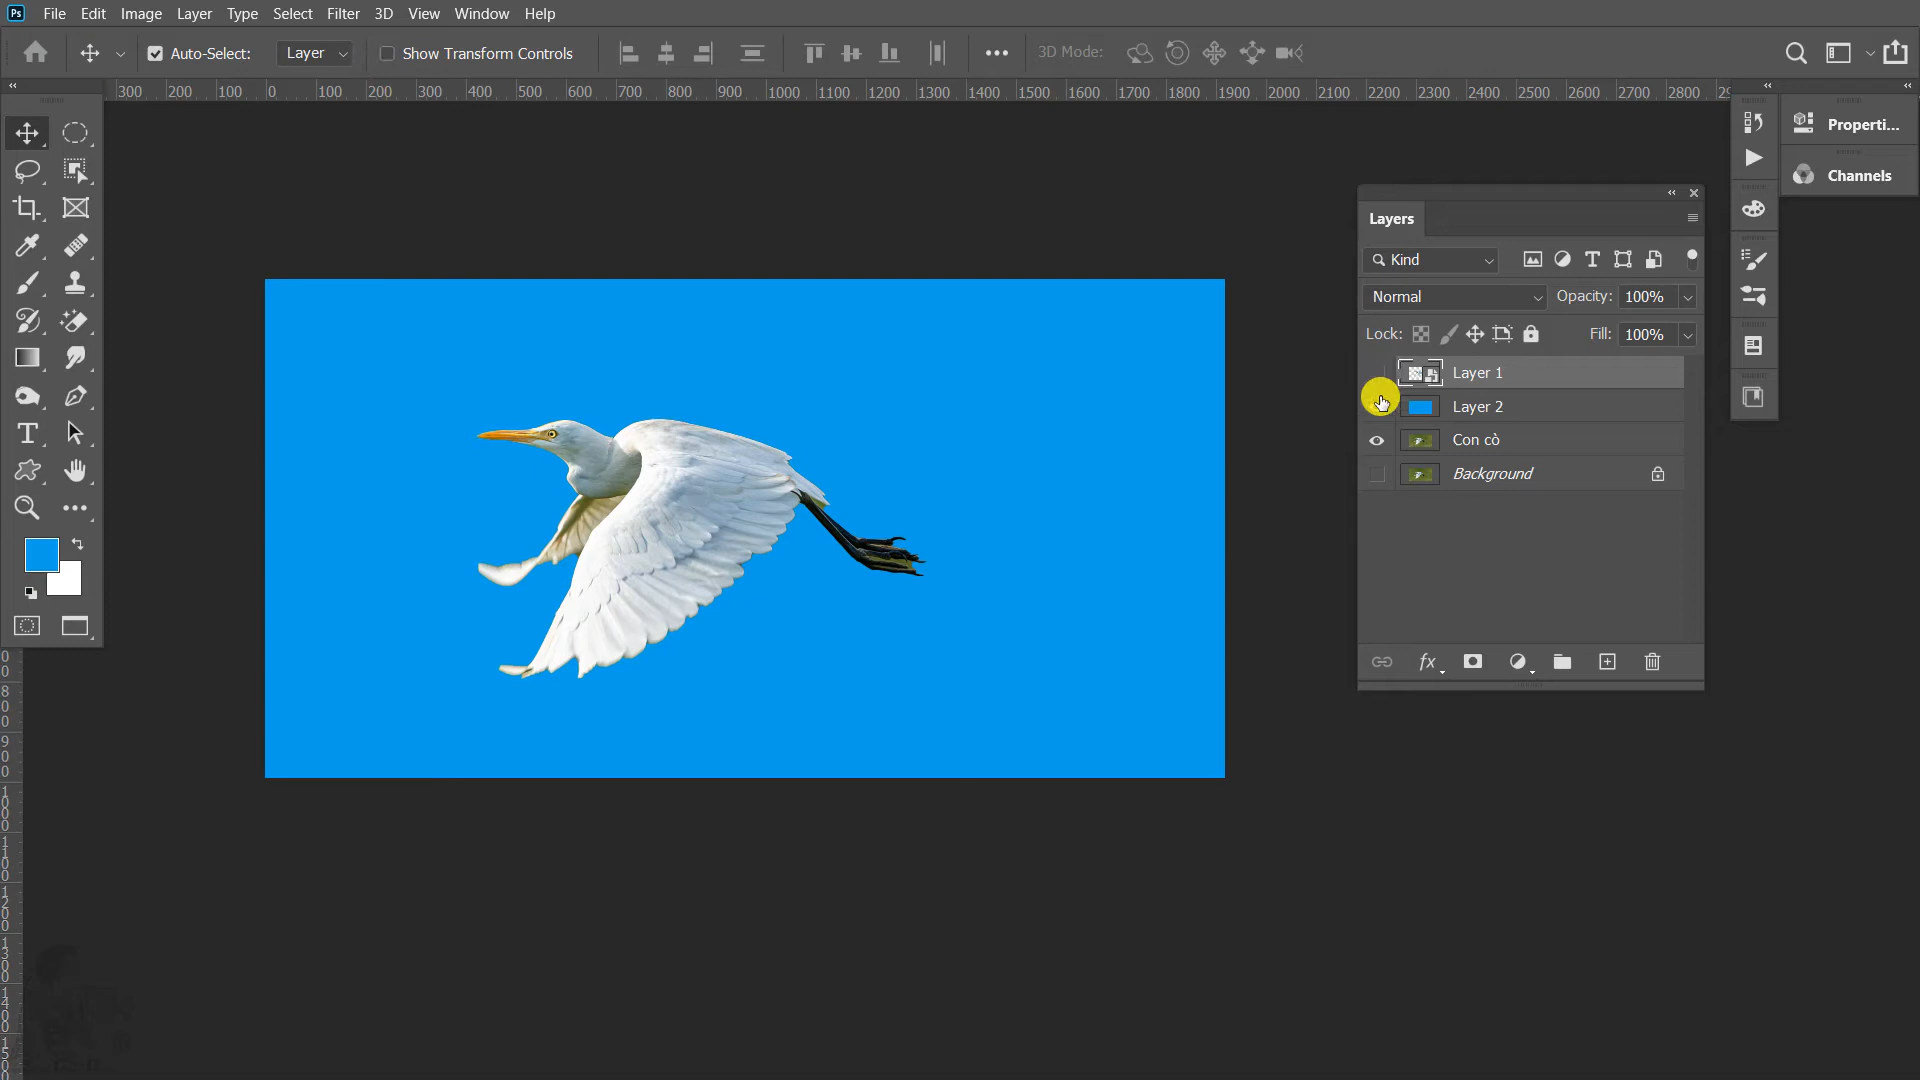 Ps File Edit Image Layer Type Select Filter 3D View Window Help
Auto-Select: Layer Show Transform Controls 3D Mode:
300 200 100 0 100 200 300 400 500 600 700 800 900 1000 1100 1200 1300 1400 1500 1600 1700 1800 1900 2000 2100 2200 2300 2400 2500 2600 2700 2800
Properti...
Channels
Layers
Kind
Normal Opacity: 100%
Lock: Fill: 100%
Layer 1
Layer 2
Con cò
Background
fx